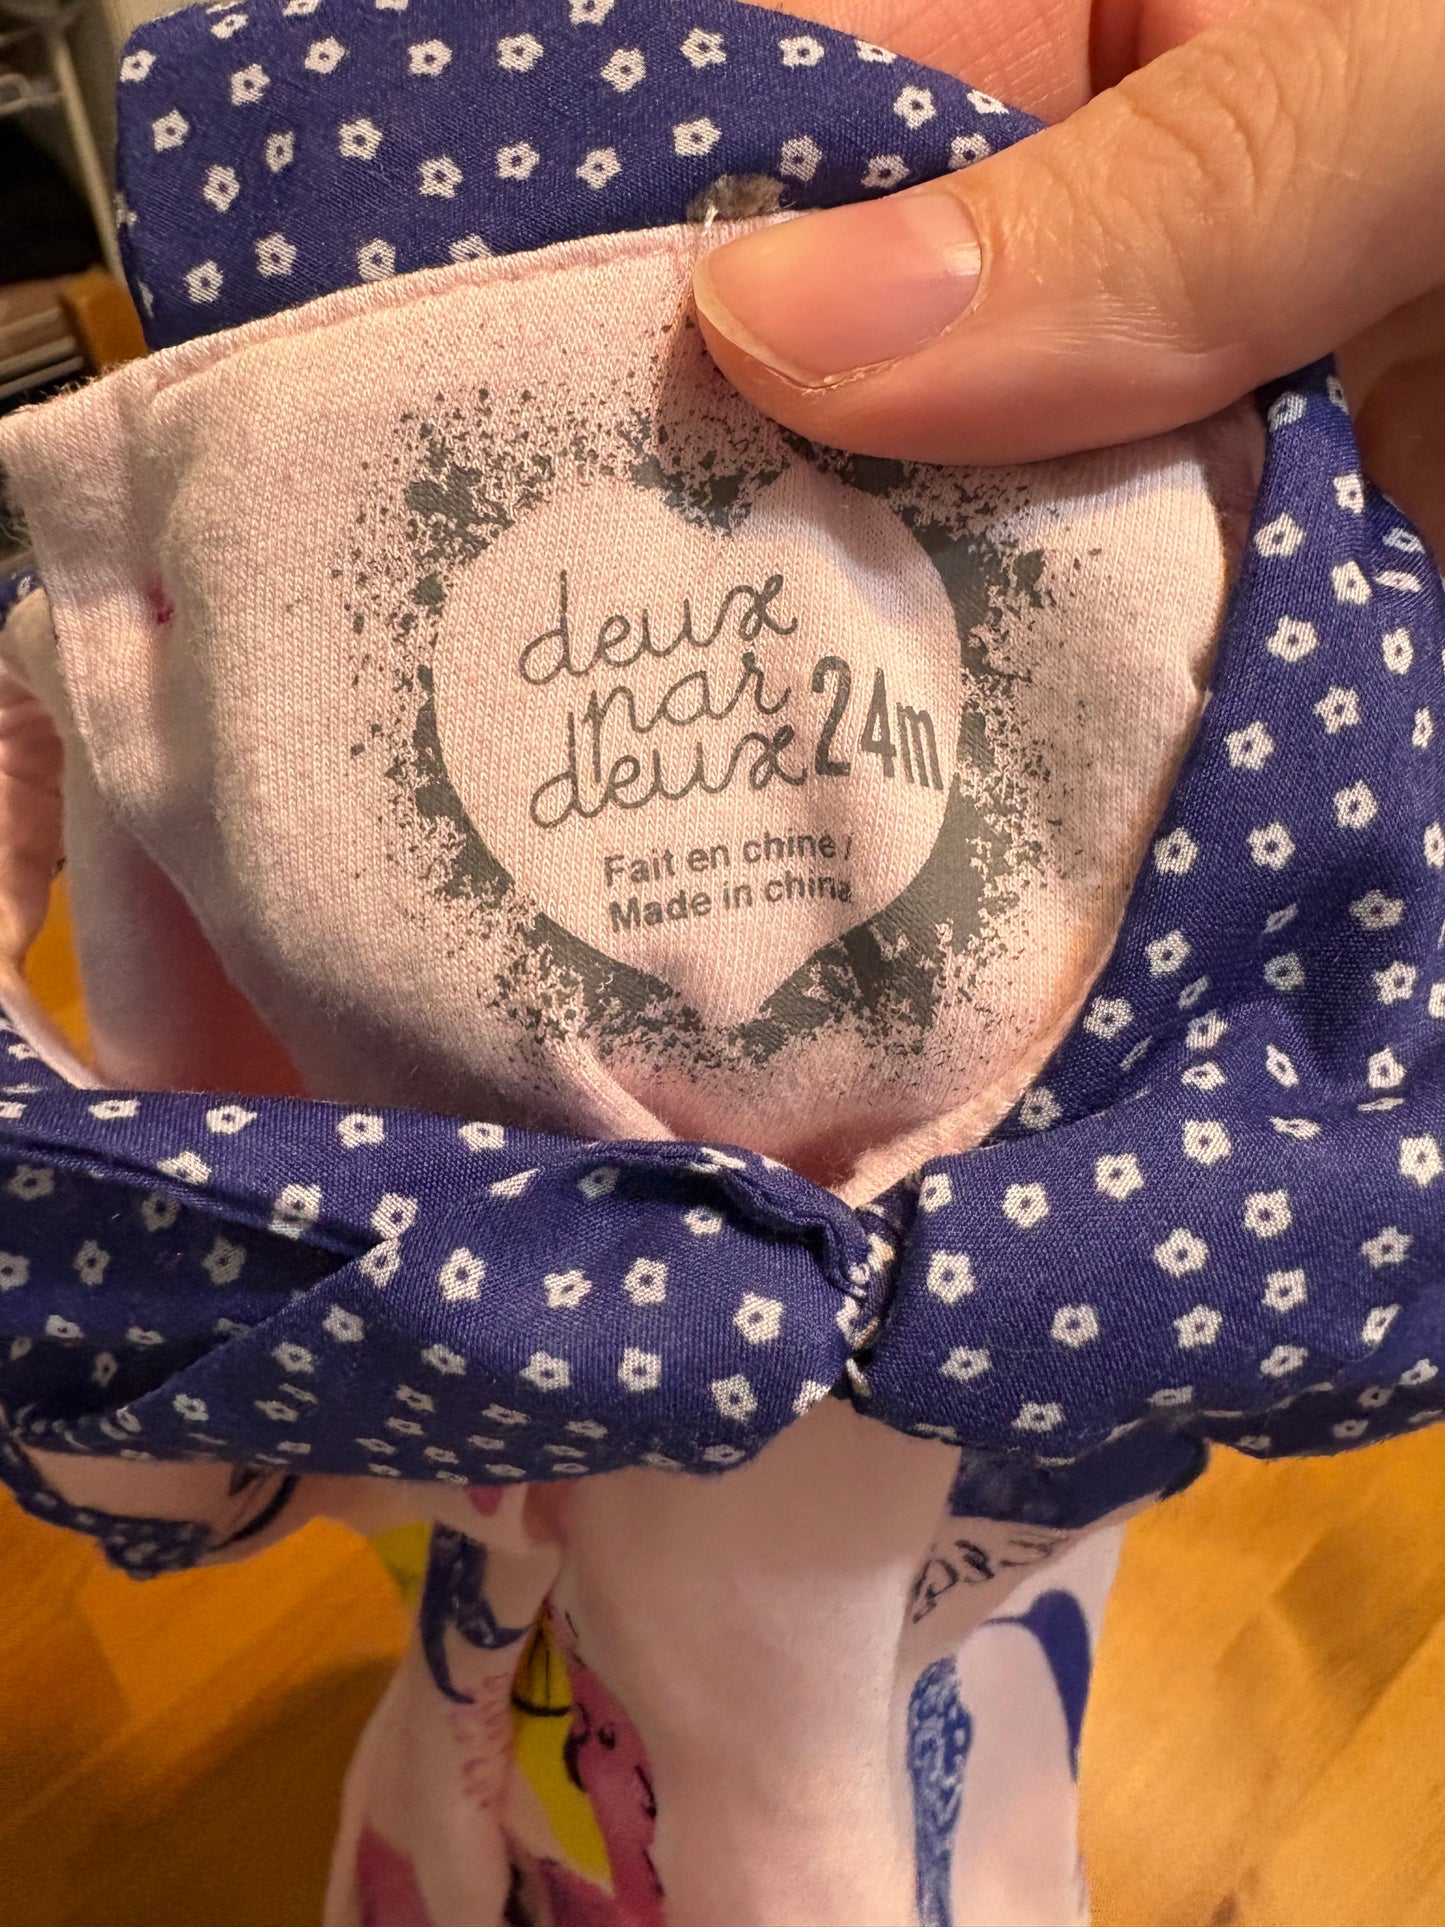 deux
par
deux 24m
Fait en chine /
Made in china